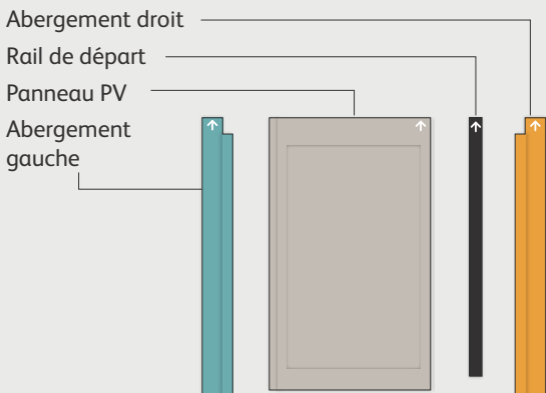 Abergement droit
Rail de départ
Panneau PV
Abergement
gauche